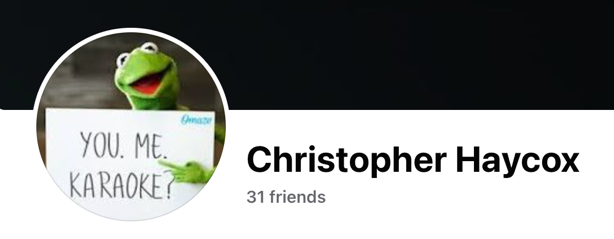 Omaze
YOU. ME.
KARAOKE?
Christopher Haycox
31 friends